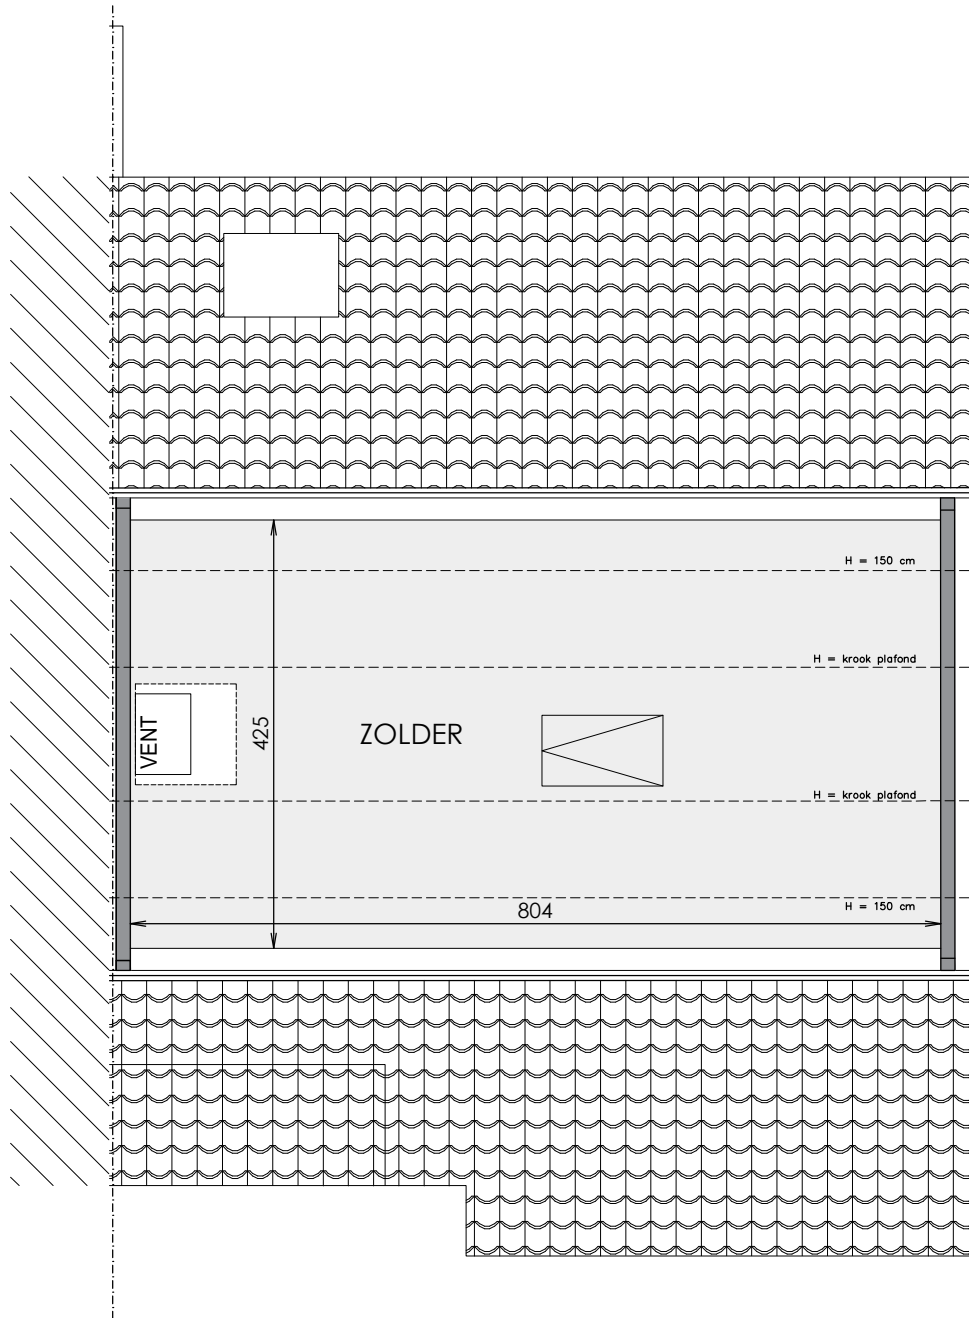 H = 150 cm
H = krook plafond
VENT
425
ZOLDER
H = krook plafond
H = 150 cm
804